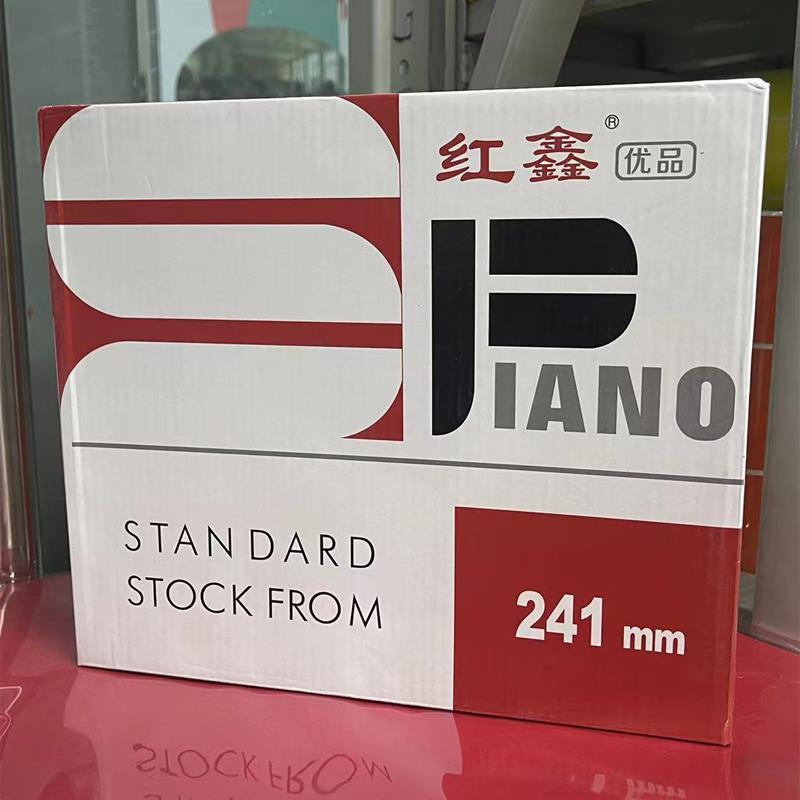 红鑫® 优品
PIANO
STANDARD
STOCK FROM
241 mm